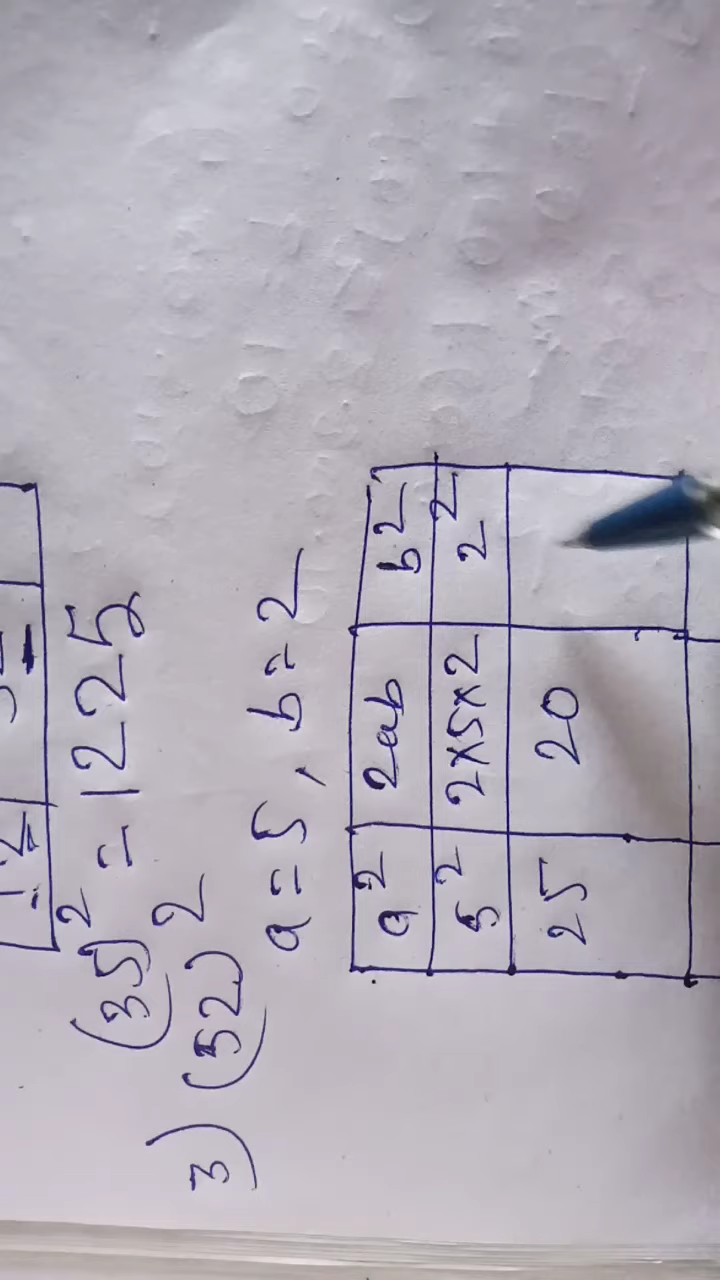 (35)² = 1225
3) (52)²
a = 5, b = 2
a² 2ab b²
5² 2×5×2 2²
25 20